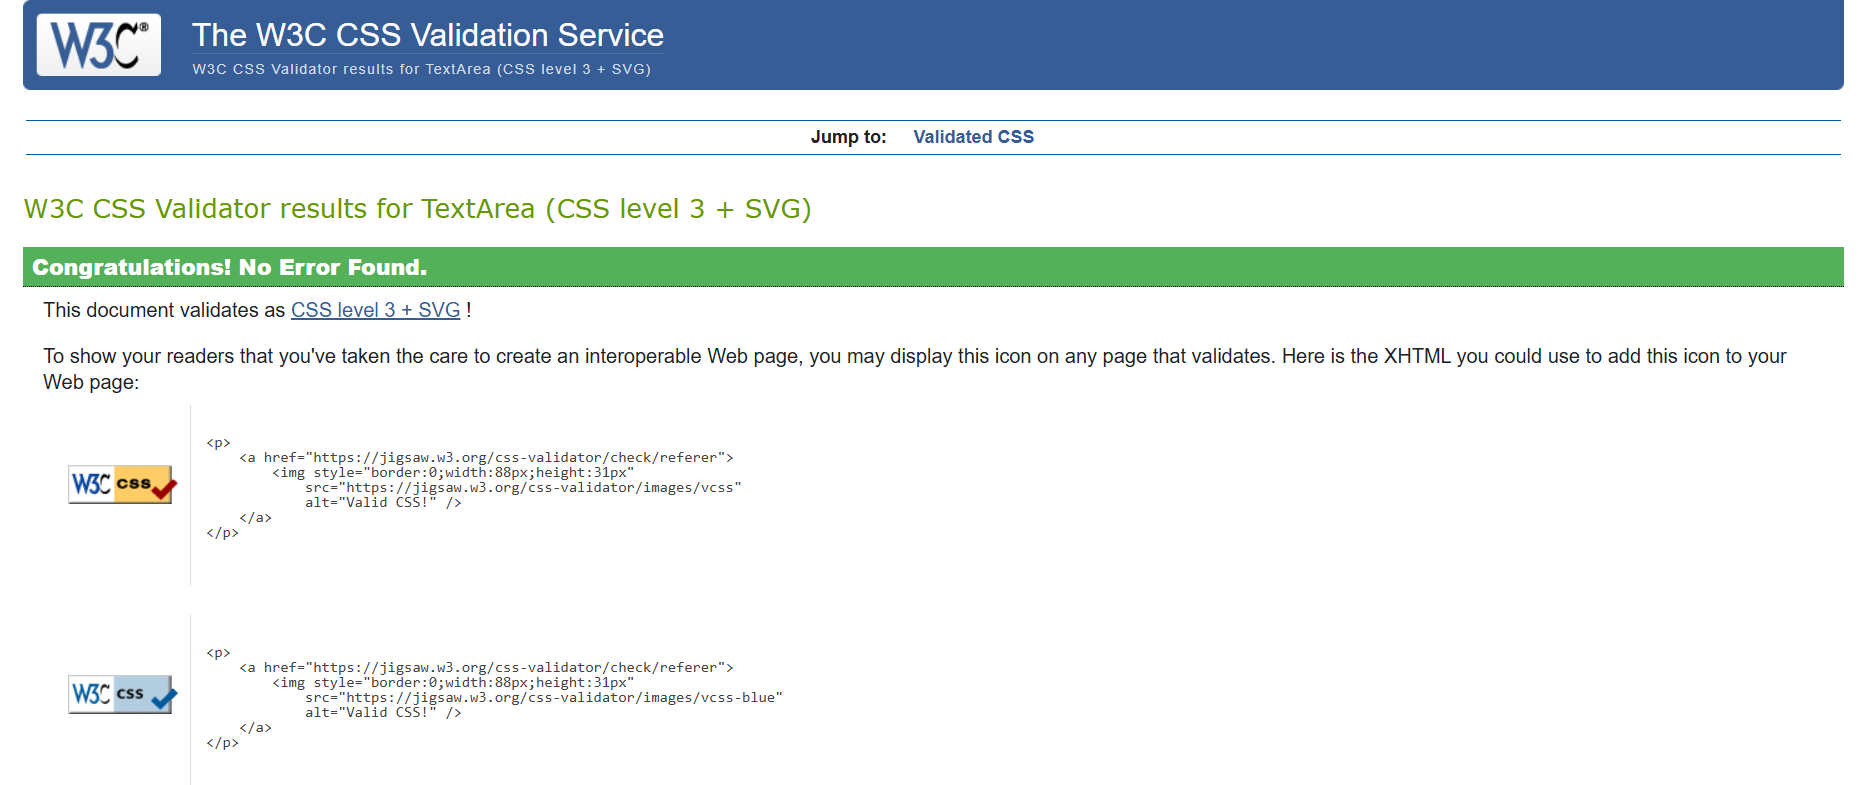 W3C®
The W3C CSS Validation Service
W3C CSS Validator results for TextArea (CSS level 3 + SVG)
Jump to: Validated CSS
W3C CSS Validator results for TextArea (CSS level 3 + SVG)
Congratulations! No Error Found.
This document validates as CSS level 3 + SVG !
To show your readers that you've taken the care to create an interoperable Web page, you may display this icon on any page that validates. Here is the XHTML you could use to add this icon to your
Web page:
W3C css
<p>
    <a href="https://jigsaw.w3.org/css-validator/check/referer">
        <img style="border:0;width:88px;height:31px"
            src="https://jigsaw.w3.org/css-validator/images/vcss"
            alt="Valid CSS!" />
    </a>
</p>
W3C css
<p>
    <a href="https://jigsaw.w3.org/css-validator/check/referer">
        <img style="border:0;width:88px;height:31px"
            src="https://jigsaw.w3.org/css-validator/images/vcss-blue"
            alt="Valid CSS!" />
    </a>
</p>